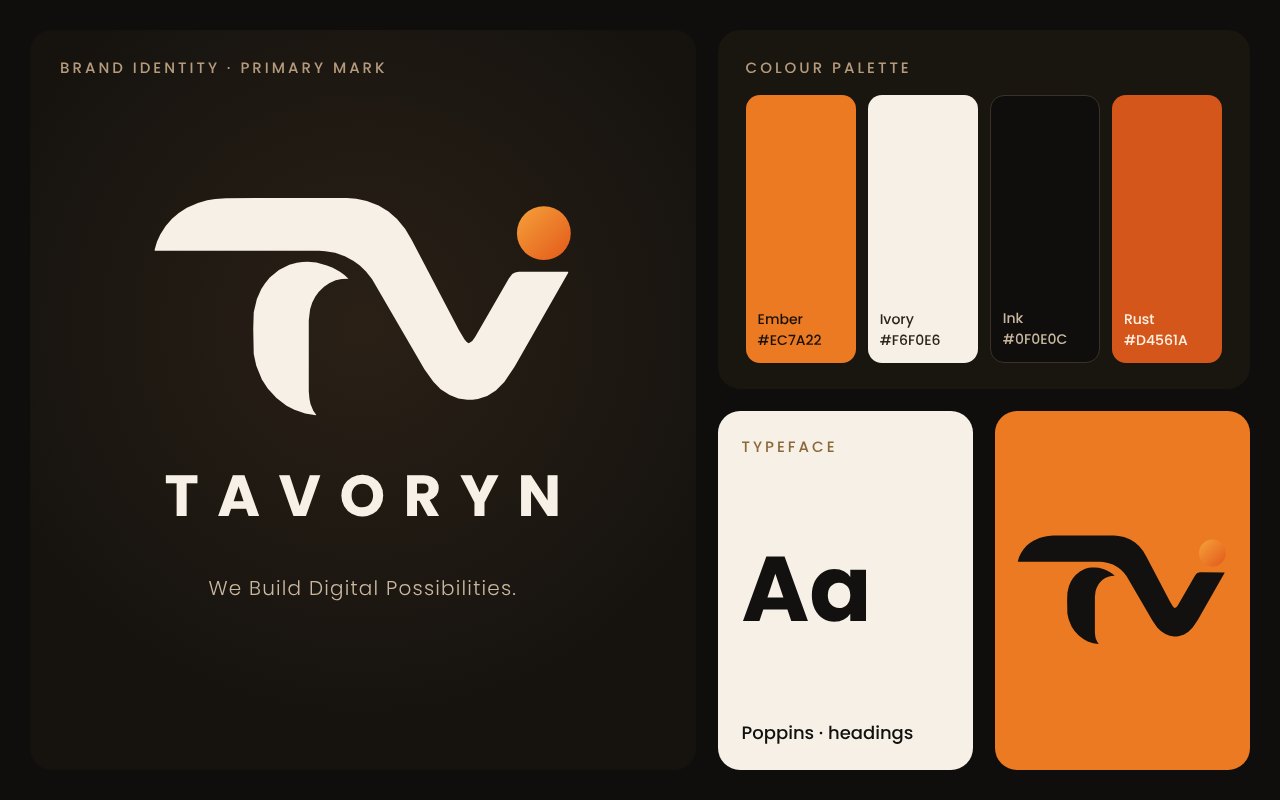 BRAND IDENTITY · PRIMARY MARK
TAVORYN
We Build Digital Possibilities.
COLOUR PALETTE
Ember
#EC7A22
Ivory
#F6F0E6
Ink
#0F0E0C
Rust
#D4561A
TYPEFACE
Aa
Poppins · headings